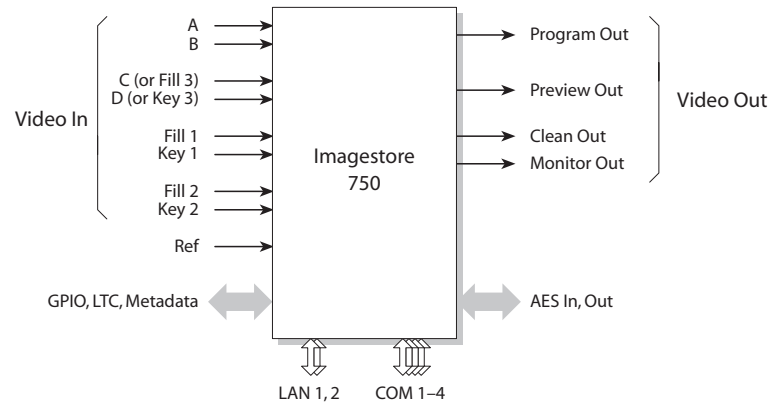 Video In
A
B
C (or Fill 3)
D (or Key 3)
Fill 1
Key 1
Fill 2
Key 2
Ref
GPIO, LTC, Metadata
Imagestore
750
Program Out
Preview Out
Clean Out
Monitor Out
Video Out
AES In, Out
LAN 1, 2
COM 1–4